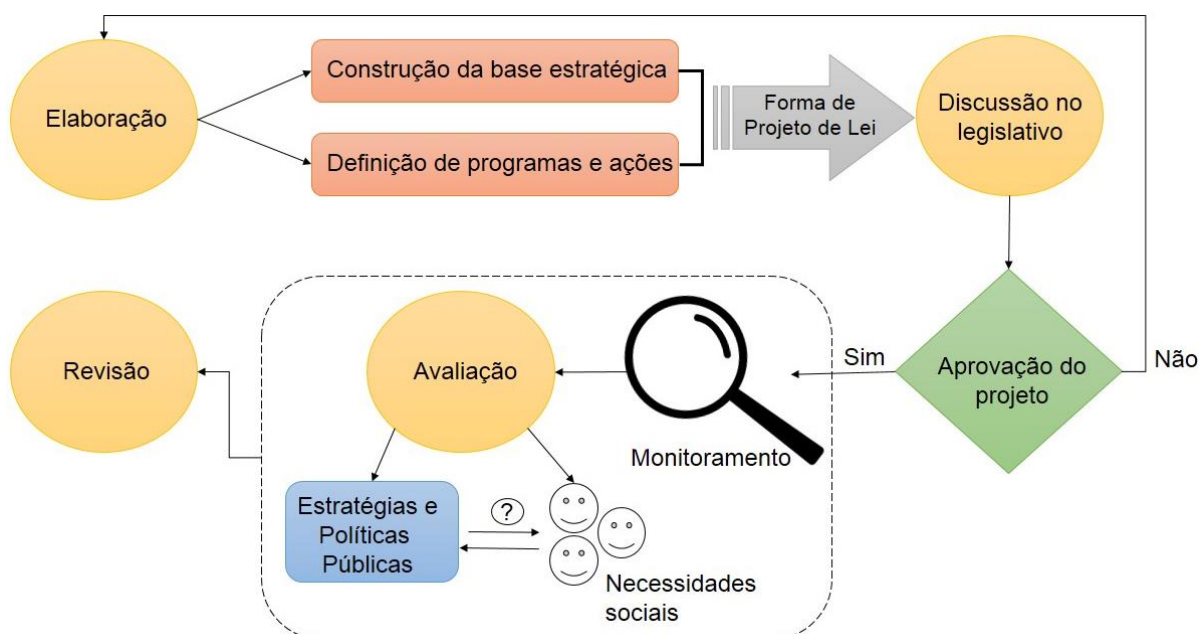 Elaboração
Construção da base estratégica
Definição de programas e ações
Forma de
Projeto de Lei
Discussão no
legislativo
Aprovação do
projeto
Não
Sim
Monitoramento
Avaliação
Estratégias e
Políticas
Públicas
?
Necessidades
sociais
Revisão